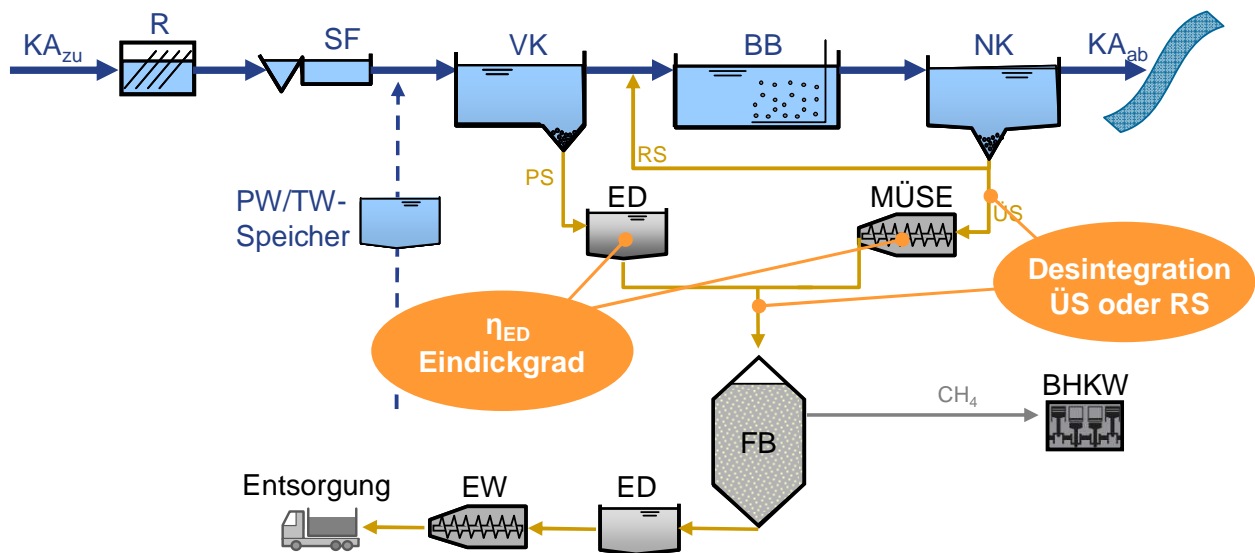 KAzu
R
SF
VK
BB
NK
KAab
RS
PS
ED
MÜSE
ÜS
PW/TW-
Speicher
Desintegration
ÜS oder RS
ηED
Eindickgrad
CH4
BHKW
FB
Entsorgung
EW
ED